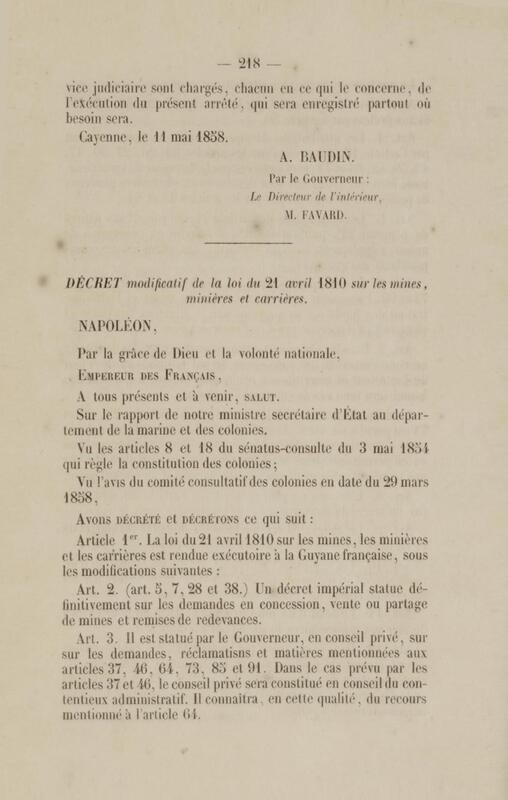 — 218 —
vice judiciaire sont chargés, chacun en ce qui le concerne, de
l'exécution du présent arrêté, qui sera enregistré partout où
besoin sera.
Cayenne, le 11 mai 1858.
A. BAUDIN.
Par le Gouverneur :
Le Directeur de l'intérieur,
M. FAVARD.
DÉCRET modificatif de la loi du 21 avril 1810 sur les mines,
minières et carrières.
NAPOLÉON,
Par la grâce de Dieu et la volonté nationale,
EMPEREUR DES FRANÇAIS,
A tous présents et à venir, SALUT.
Sur le rapport de notre ministre secrétaire d'État au dépar-
tement de la marine et des colonies.
Vu les articles 8 et 18 du sénatus-consulte du 3 mai 1854
qui règle la constitution des colonies ;
Vu l'avis du comité consultatif des colonies en date du 29 mars
1858,
AVONS DÉCRÉTÉ et DÉCRÉTONS ce qui suit :
Article 1er. La loi du 21 avril 1810 sur les mines, les minières
et les carrières est rendue exécutoire à la Guyane française, sous
les modifications suivantes :
Art. 2. (art. 5, 7, 28 et 38.) Un décret impérial statue dé-
finitivement sur les demandes en concession, vente ou partage
de mines et remises de redevances.
Art. 3. Il est statué par le Gouverneur, en conseil privé, sur
sur les demandes, réclamatisns et matières mentionnées aux
articles 37, 46, 64, 73, 85 et 91. Dans le cas prévu par les
articles 37 et 46, le conseil privé sera constitué en conseil du con-
tentieux administratif. Il connaîtra, en cette qualité, du recours
mentionné à l'article 64.